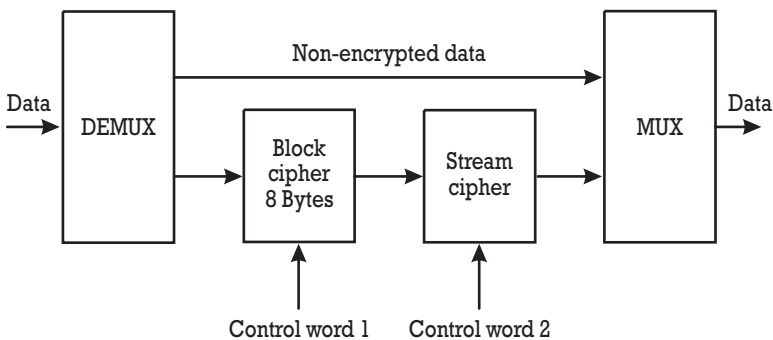 Non-encrypted data
Data
DEMUX
Block
cipher
8 Bytes
Stream
cipher
MUX
Data
Control word 1
Control word 2